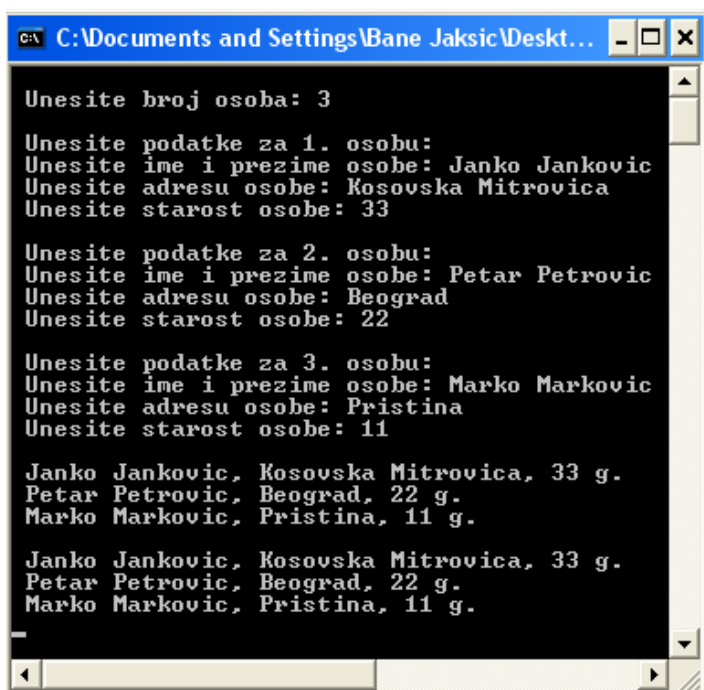 C:\Documents and Settings\Bane Jaksic\Deskt...
Unesite broj osoba: 3
Unesite podatke za 1. osobu:
Unesite ime i prezime osobe: Janko Jankovic
Unesite adresu osobe: Kosovska Mitrovica
Unesite starost osobe: 33
Unesite podatke za 2. osobu:
Unesite ime i prezime osobe: Petar Petrovic
Unesite adresu osobe: Beograd
Unesite starost osobe: 22
Unesite podatke za 3. osobu:
Unesite ime i prezime osobe: Marko Markovic
Unesite adresu osobe: Pristina
Unesite starost osobe: 11
Janko Jankovic, Kosovska Mitrovica, 33 g.
Petar Petrovic, Beograd, 22 g.
Marko Markovic, Pristina, 11 g.
Janko Jankovic, Kosovska Mitrovica, 33 g.
Petar Petrovic, Beograd, 22 g.
Marko Markovic, Pristina, 11 g.